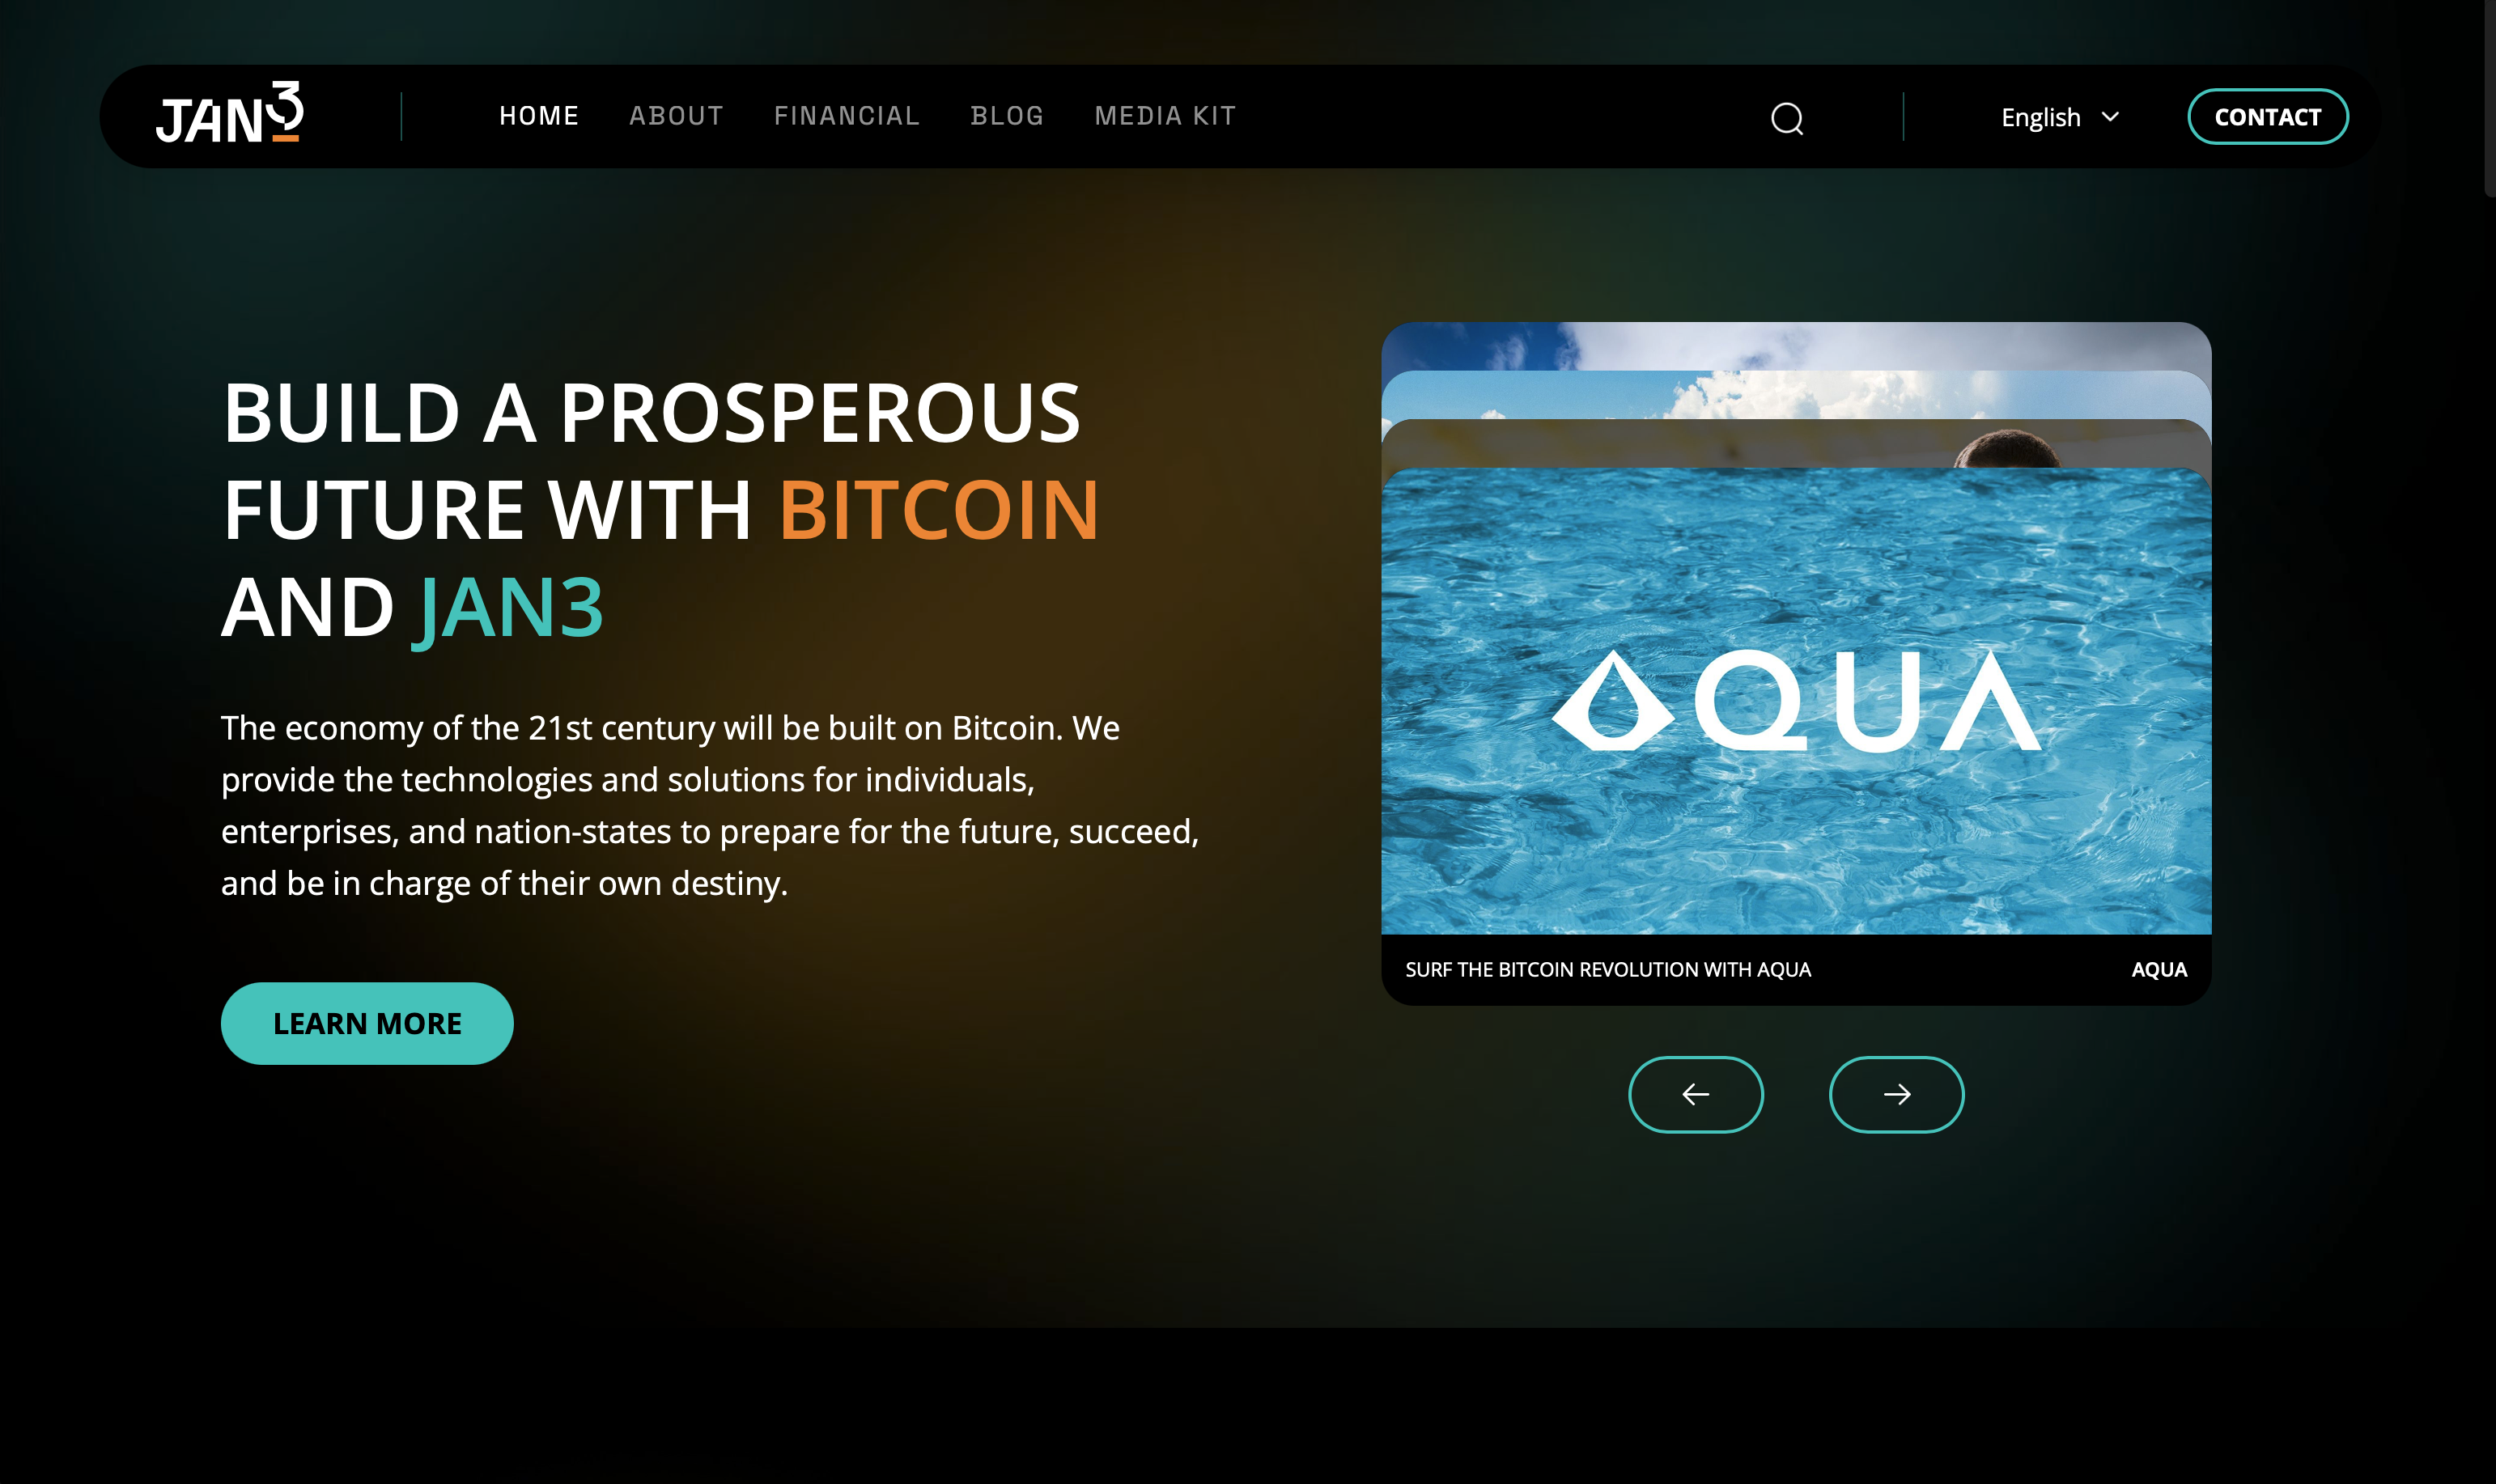 JAN3
HOME
ABOUT
FINANCIAL
BLOG
MEDIA KIT
English
CONTACT
BUILD A PROSPEROUS
FUTURE WITH BITCOIN
AND JAN3
The economy of the 21st century will be built on Bitcoin. We
provide the technologies and solutions for individuals,
enterprises, and nation-states to prepare for the future, succeed,
and be in charge of their own destiny.
LEARN MORE
AQUA
SURF THE BITCOIN REVOLUTION WITH AQUA
AQUA